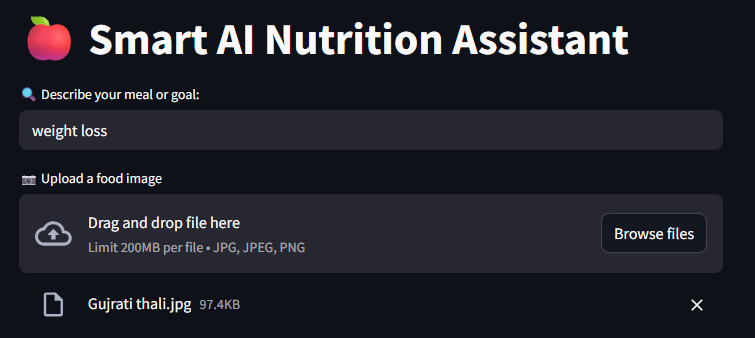 Smart AI Nutrition Assistant
Describe your meal or goal:
weight loss
Upload a food image
Drag and drop file here
Limit 200MB per file • JPG, JPEG, PNG
Browse files
Gujrati thali.jpg 97.4KB